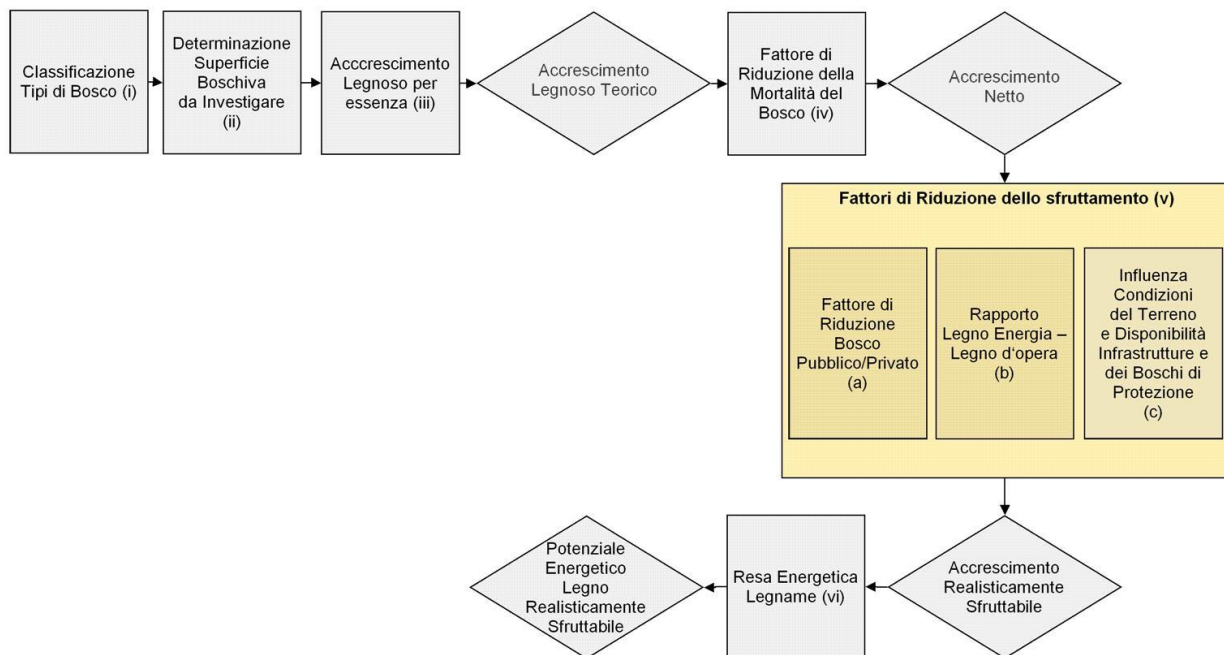 Classificazione
Tipi di Bosco (i)
Determinazione
Superficie
Boschiva
da Investigare
(ii)
Acccrescimento
Legnoso per
essenza (iii)
Accrescimento
Legnoso Teorico
Fattore di
Riduzione della
Mortalità del
Bosco (iv)
Accrescimento
Netto
Fattori di Riduzione dello sfruttamento (v)
Fattore di
Riduzione
Bosco
Pubblico/Privato
(a)
Rapporto
Legno Energia –
Legno d‘opera
(b)
Influenza
Condizioni
del Terreno
e Disponibilità
Infrastrutture e
dei Boschi di
Protezione
(c)
Potenziale
Energetico
Legno
Realisticamente
Sfruttabile
Resa Energetica
Legname (vi)
Accrescimento
Realisticamente
Sfruttabile